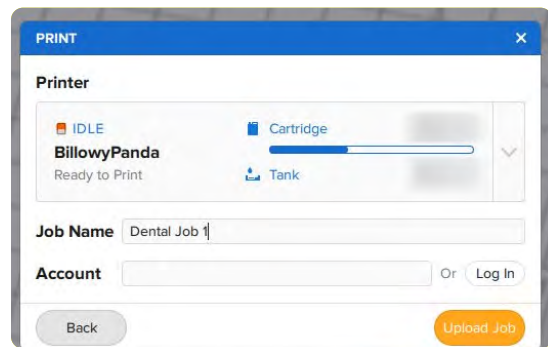 PRINT
Printer
IDLE
BillowyPanda
Ready to Print
Cartridge
Tank
Job Name Dental Job 1
Account Or Log In
Back Upload Job